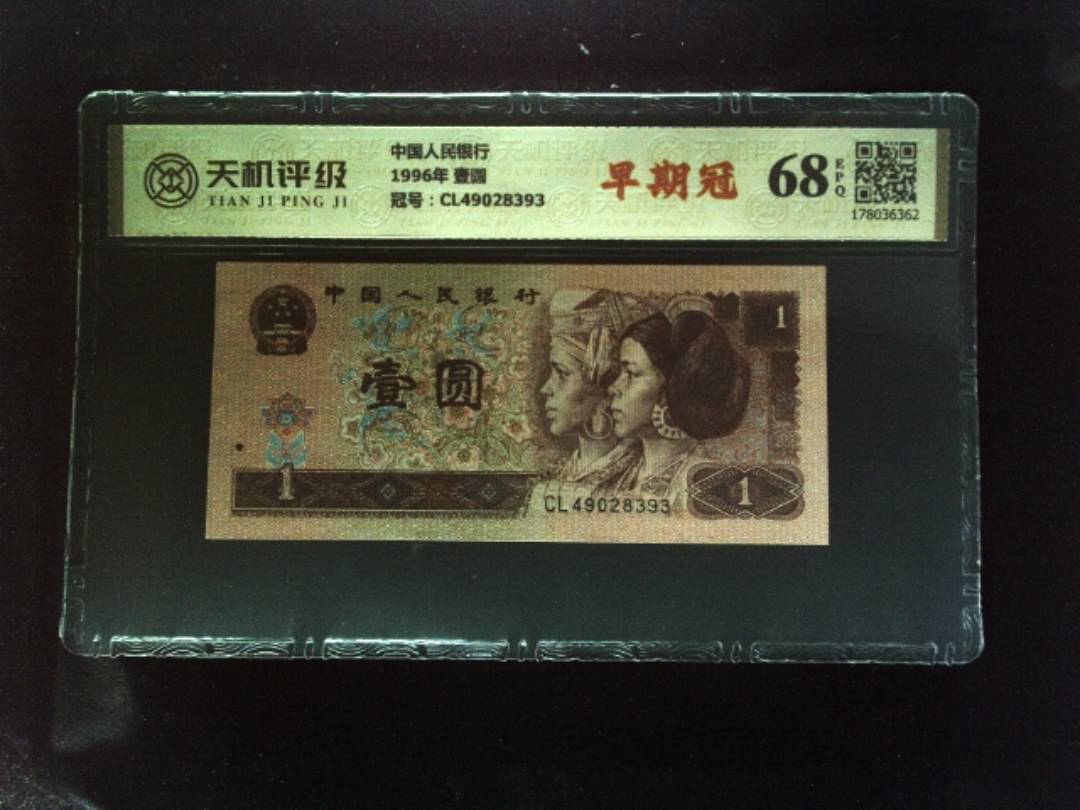 天机评级
TIAN JI PING JI
中国人民银行
1996年 壹圆
冠号：CL49028393
早期冠
68
EPQ
178036362
中国人民银行
1
壹圆
1
CL49028393
1